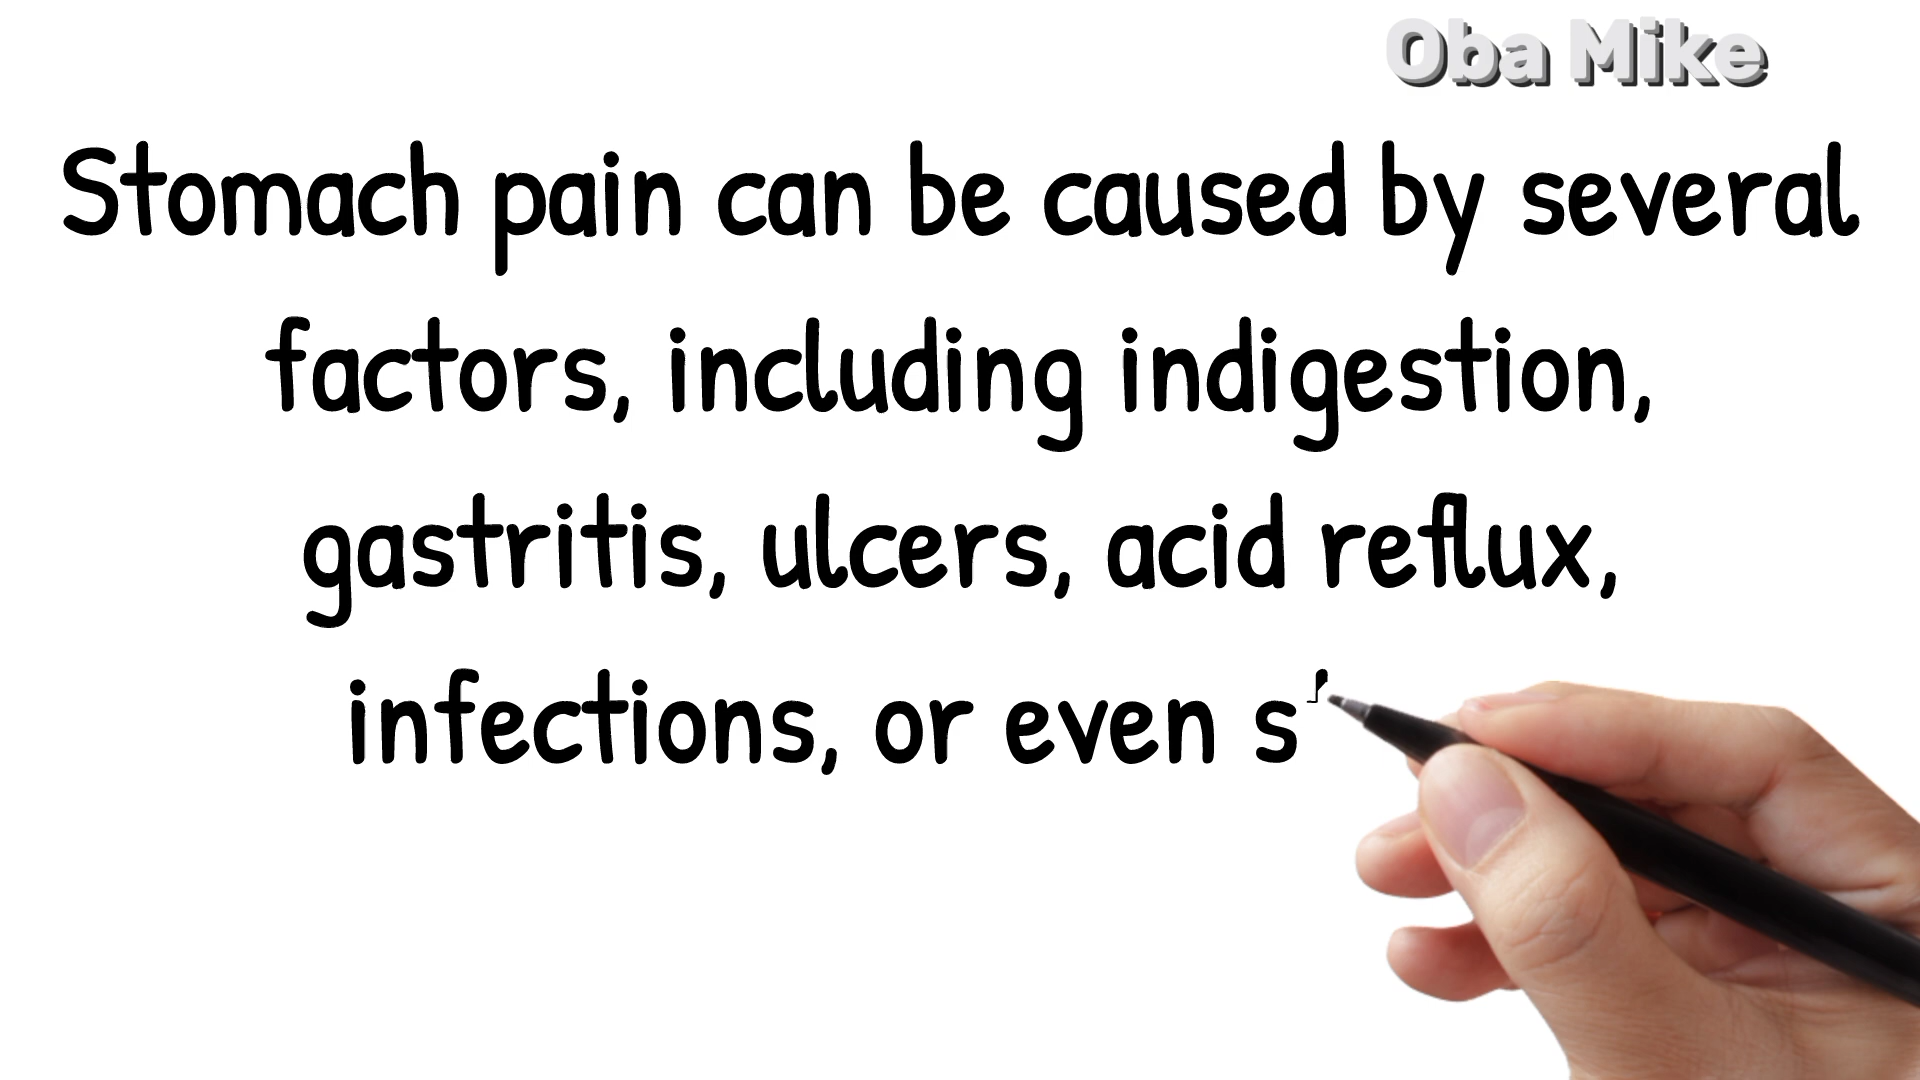 Oba Mike
Stomach pain can be caused by several
factors, including indigestion,
gastritis, ulcers, acid reflux,
infections, or even s